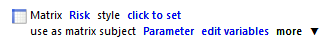 Matrix Risk style click to set
use as matrix subject Parameter edit variables more ▼